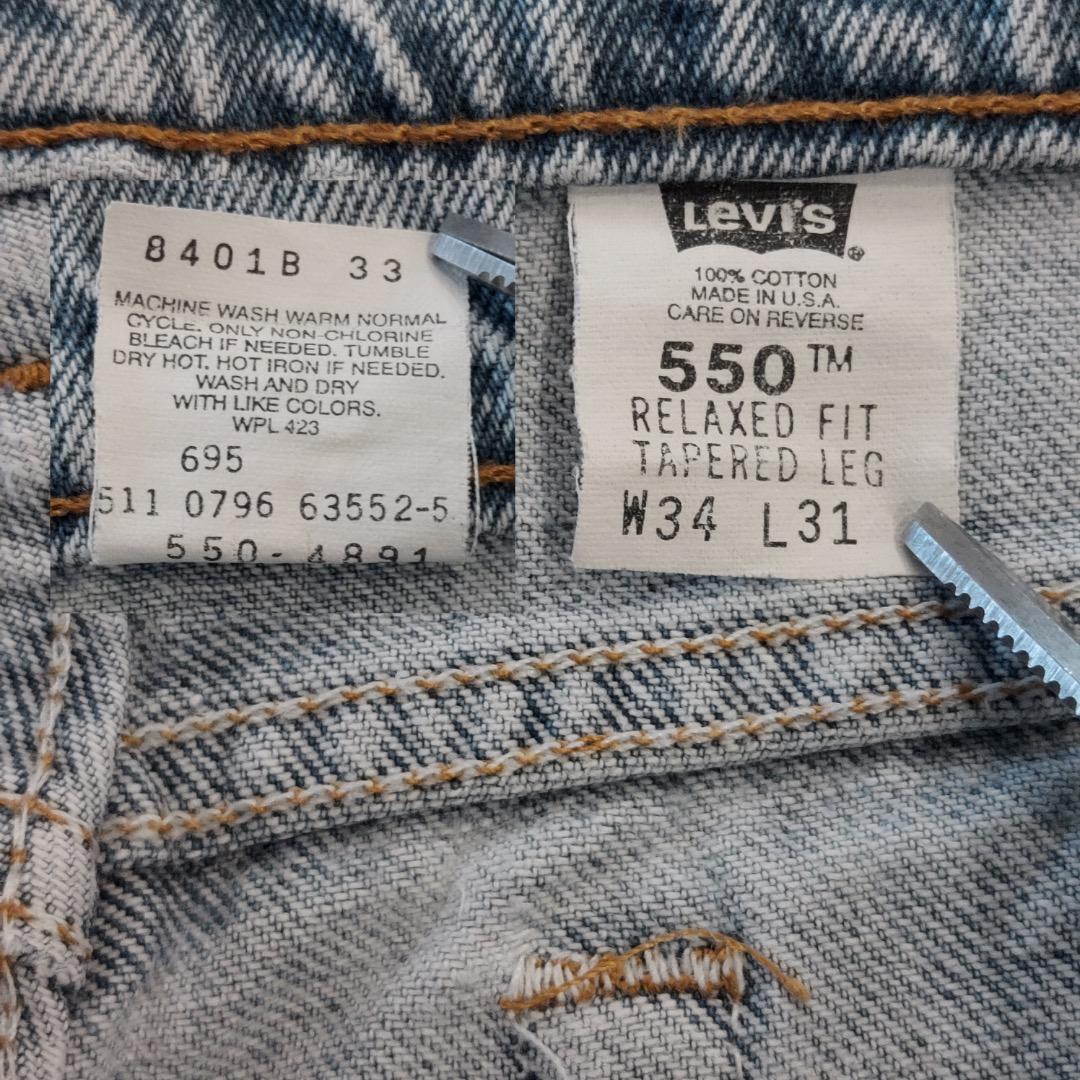 8401B 33
MACHINE WASH WARM NORMAL
CYCLE. ONLY NON-CHLORINE
BLEACH IF NEEDED. TUMBLE
DRY HOT. HOT IRON IF NEEDED.
WASH AND DRY
WITH LIKE COLORS.
WPL 423
695
511 0796 63552-5
550-4891
LEVI'S ®
100% COTTON
MADE IN U.S.A.
CARE ON REVERSE
550™
RELAXED FIT
TAPERED LEG
W34 L31